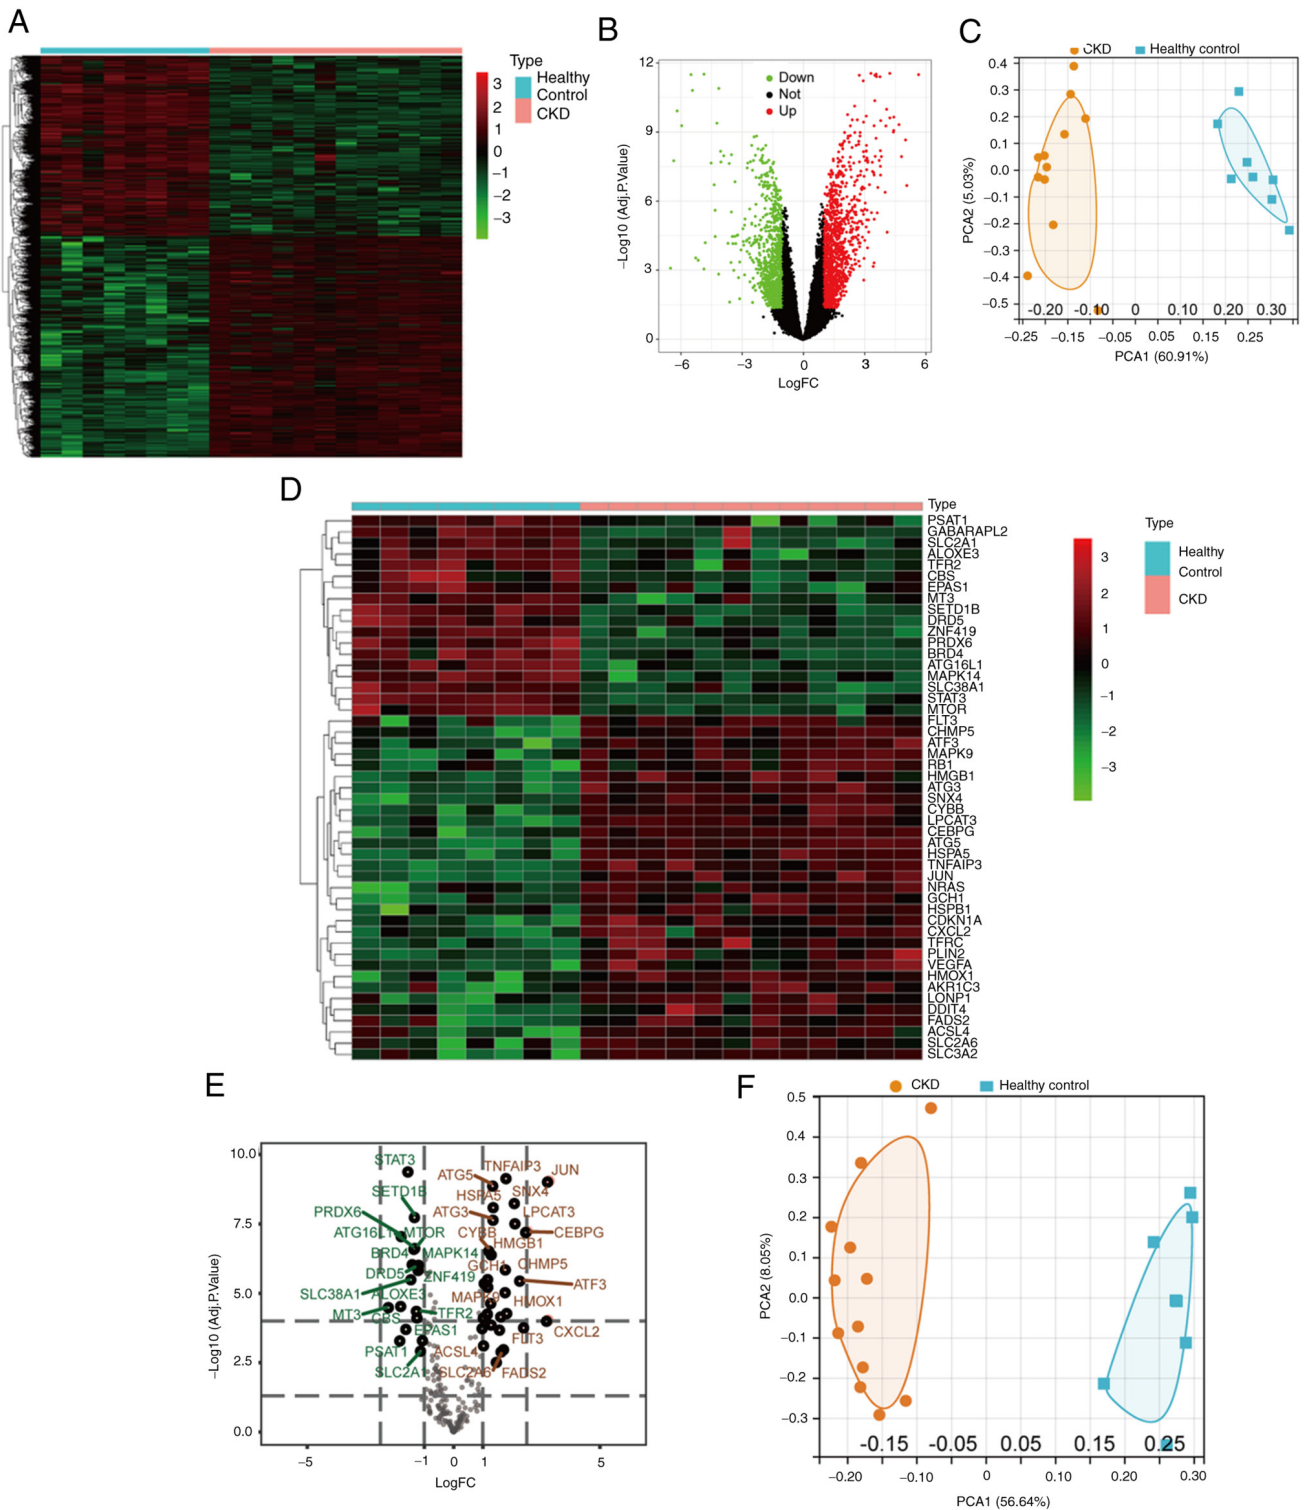 A
Type
Healthy
Control
CKD
3
2
1
0
−1
−2
−3
B
12
9
6
3
0
−Log10 (Adj.P.Value)
Down
Not
Up
−6
−3
0
3
6
LogFC
C
CKD
Healthy control
0.4
0.3
0.2
0.1
0.0
−0.1
−0.2
−0.3
−0.4
−0.5
PCA2 (5.03%)
-0.20 -0.10 0 0.10 0.20 0.30
−0.25 −0.15 −0.05 0.05 0.15 0.25
PCA1 (60.91%)
D
Type
PSAT1
GABARAPL2
SLC2A1
ALOXE3
TFR2
CBS
EPAS1
MT3
SETD1B
DRD5
ZNF419
PRDX6
BRD4
ATG16L1
MAPK14
SLC38A1
STAT3
MTOR
FLT3
CHMP5
ATF3
MAPK9
RB1
HMGB1
ATG3
SNX4
CYBB
LPCAT3
CEBPG
ATG5
HSPA5
TNFAIP3
JUN
NRAS
GCH1
HSPB1
CDKN1A
CXCL2
TFRC
PLIN2
VEGFA
HMOX1
AKR1C3
LONP1
DDIT4
FADS2
ACSL4
SLC2A6
SLC3A2
3
2
1
0
−1
−2
−3
Type
Healthy
Control
CKD
E
10.0
7.5
5.0
2.5
0.0
−Log10 (Adj.P.Value)
STAT3
SETD1B
PRDX6
ATG16L1 MTOR
BRD4 MAPK14
DRD5 ZNF419
SLC38A1 ALOXE3
MT3 CBS TFR2
EPAS1
PSAT1
SLC2A1
TNFAIP3
ATG5 JUN
HSPA5 SNX4
ATG3 LPCAT3
CYBB CEBPG
HMGB1
GCH1 CHMP5
ATF3
MAPK9 HMOX1
FLT3 CXCL2
ACSL4
SLC2A6 FADS2
−5 −1 0 1 5
LogFC
F
CKD
Healthy control
0.5
0.4
0.3
0.2
0.1
0.0
−0.1
−0.2
−0.3
PCA2 (8.05%)
-0.15 -0.05 0.05 0.15 0.25
−0.20 −0.10 0 0.10 0.20 0.30
PCA1 (56.64%)